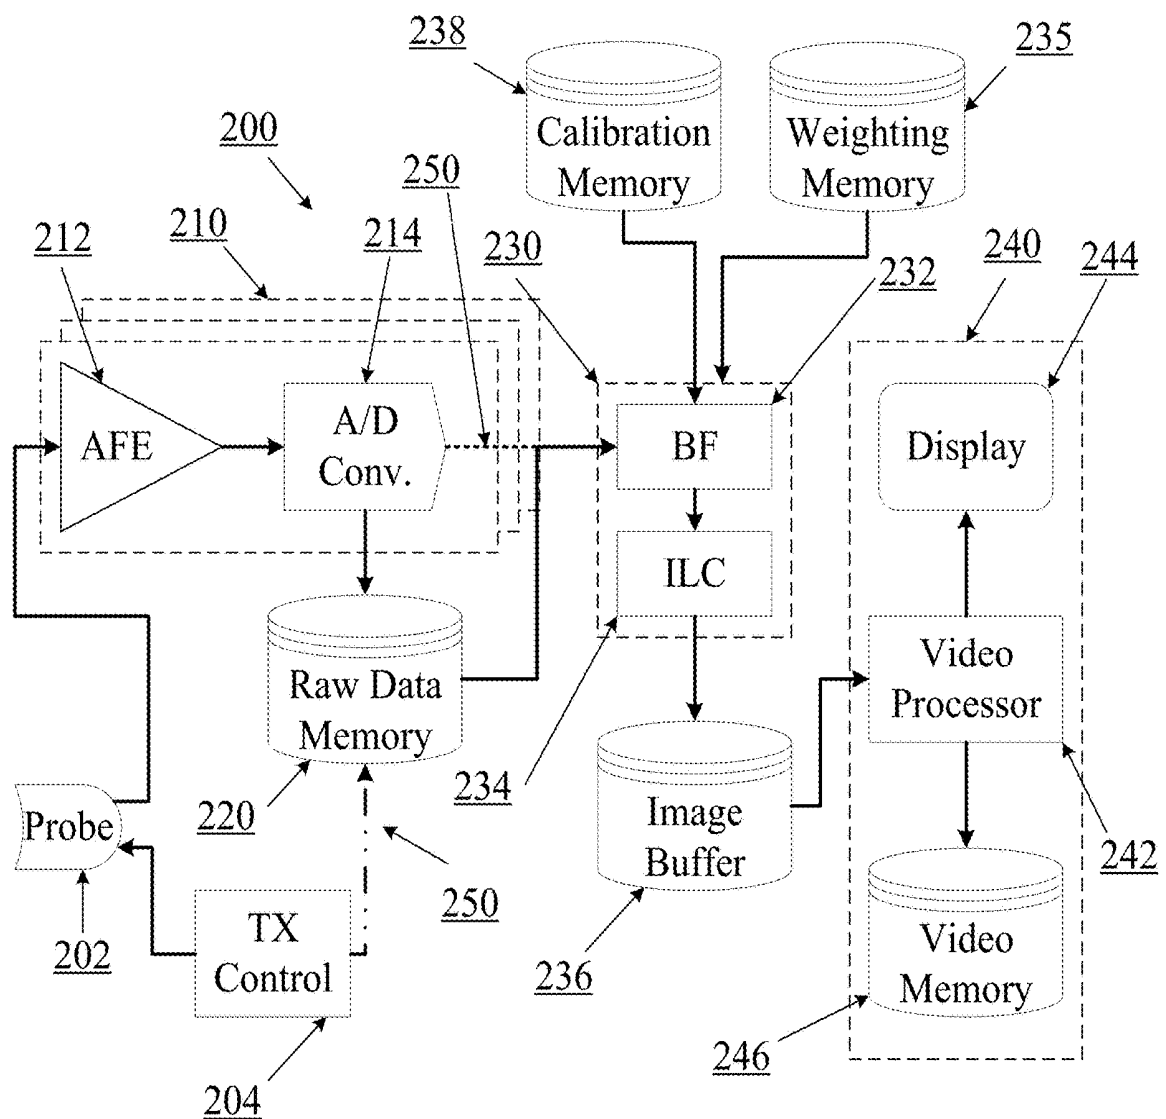 238
235
Calibration
Memory
Weighting
Memory
200
250
212
210
214
230
232
240
244
AFE
A/D
Conv.
BF
Display
ILC
Raw Data
Memory
Video
Processor
234
220
Probe
Image
Buffer
242
250
TX
Control
202
236
Video
Memory
246
204